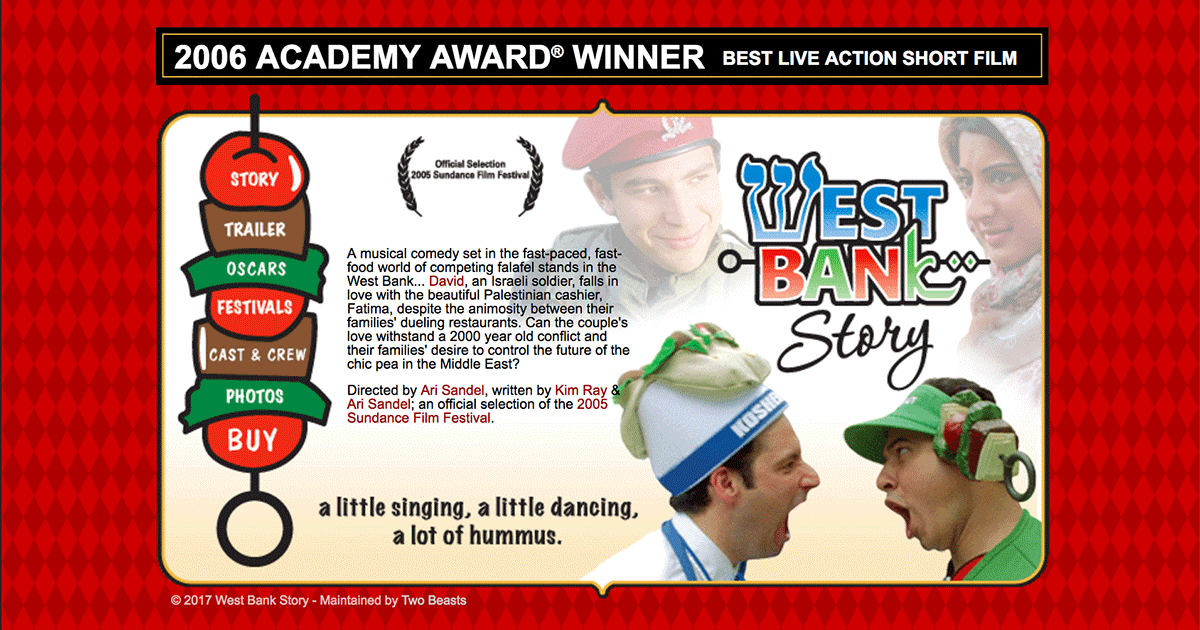 2006 ACADEMY AWARD® WINNER BEST LIVE ACTION SHORT FILM
STORY
TRAILER
OSCARS
FESTIVALS
CAST & CREW
PHOTOS
BUY
Official Selection
2005 Sundance Film Festival
A musical comedy set in the fast-paced, fast-
food world of competing falafel stands in the
West Bank... David, an Israeli soldier, falls in
love with the beautiful Palestinian cashier,
Fatima, despite the animosity between their
families' dueling restaurants. Can the couple's
love withstand a 2000 year old conflict and
their families' desire to control the future of the
chic pea in the Middle East?
Directed by Ari Sandel, written by Kim Ray &
Ari Sandel; an official selection of the 2005
Sundance Film Festival.
a little singing, a little dancing,
a lot of hummus.
WEST
BANK
Story
KOSHER
© 2017 West Bank Story - Maintained by Two Beasts